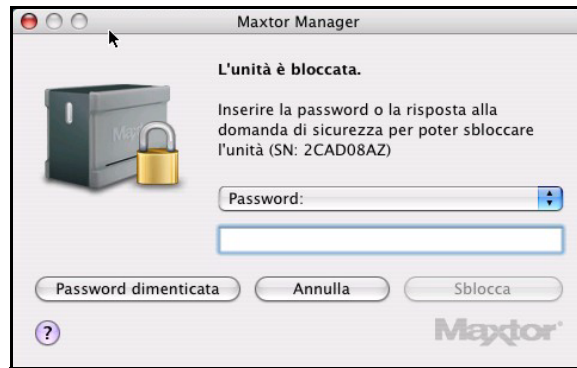 Maxtor Manager
L'unità è bloccata.
Inserire la password o la risposta alla
domanda di sicurezza per poter sbloccare
l'unità (SN: 2CAD08AZ)
Maxtor
Password:
Password dimenticata
Annulla
Sblocca
?
Maxtor